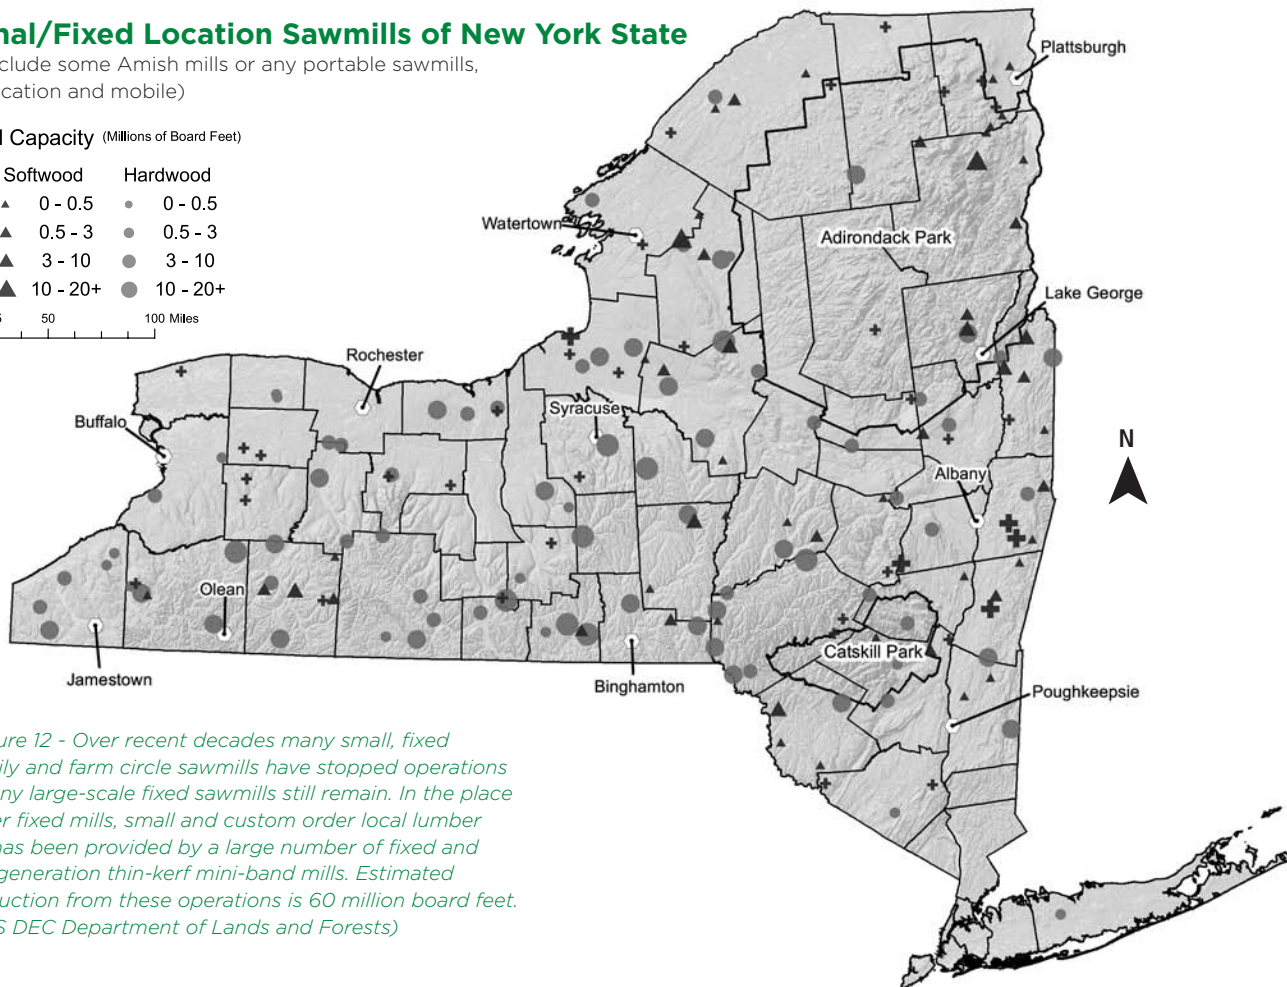 nal/Fixed Location Sawmills of New York State
clude some Amish mills or any portable sawmills,
cation and mobile)
l Capacity (Millions of Board Feet)
Softwood Hardwood
0 - 0.5 0 - 0.5
0.5 - 3 0.5 - 3
3 - 10 3 - 10
10 - 20+ 10 - 20+
5 50 100 Miles
Plattsburgh
Watertown
Adirondack Park
Lake George
Rochester
Buffalo
Syracuse
N
Albany
Olean
Catskill Park
Jamestown
Binghamton
Poughkeepsie
ure 12 - Over recent decades many small, fixed
ily and farm circle sawmills have stopped operations
ny large-scale fixed sawmills still remain. In the place
er fixed mills, small and custom order local lumber
has been provided by a large number of fixed and
generation thin-kerf mini-band mills. Estimated
uction from these operations is 60 million board feet.
S DEC Department of Lands and Forests)